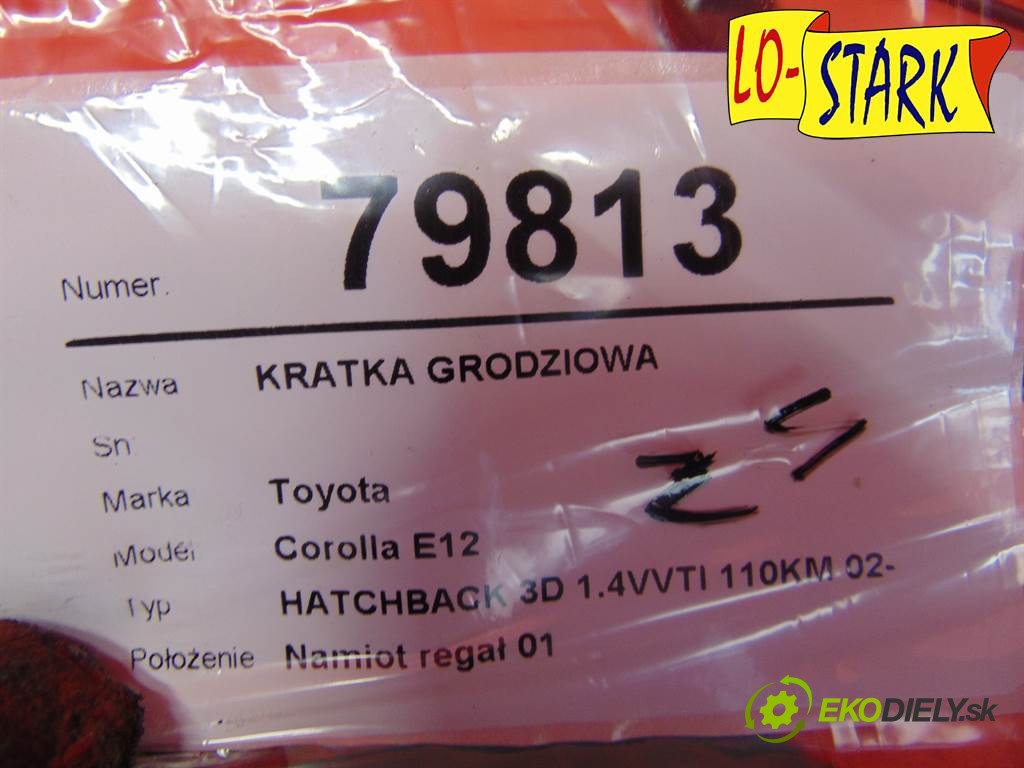 LO-STARK
Numer. 79813
Nazwa KRATKA GRODZIOWA
Sn
Marka Toyota
Model Corolla E12
Typ HATCHBACK 3D 1.4VVTI 110KM 02-
Położenie Namiot regał 01
EKODIELY.sk